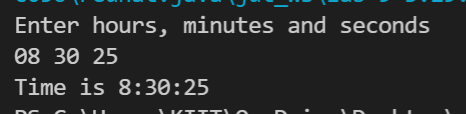 Enter hours, minutes and seconds
08 30 25
Time is 8:30:25